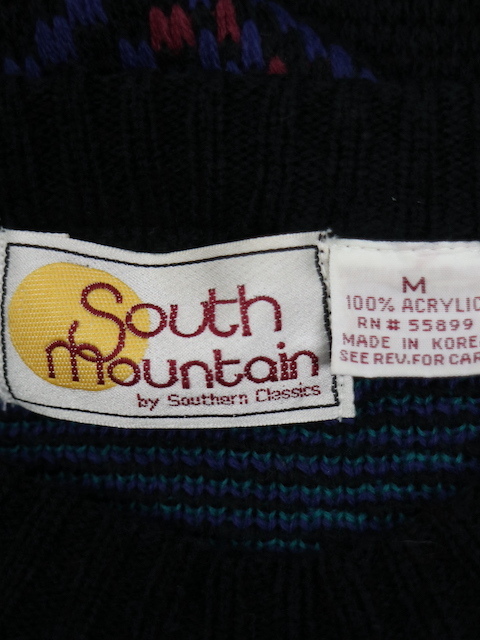 South
Mountain
by Southern Classics
M
100% ACRYLIC
RN# 55899
MADE IN KORE
SEE REV. FOR CAR